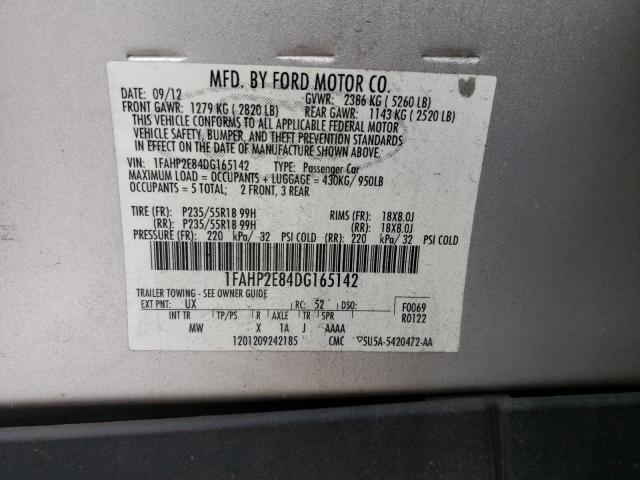 MFD. BY FORD MOTOR CO.
DATE: 09/12 GVWR: 2386 KG ( 5260 LB)
FRONT GAWR: 1279 KG ( 2820 LB) REAR GAWR: 1143 KG ( 2520 LB)
THIS VEHICLE CONFORMS TO ALL APPLICABLE FEDERAL MOTOR
VEHICLE SAFETY, BUMPER, AND THEFT PREVENTION STANDARDS
IN EFFECT ON THE DATE OF MANUFACTURE SHOWN ABOVE.
VIN: 1FAHP2E84DG165142 TYPE: Passenger Car
MAXIMUM LOAD = OCCUPANTS + LUGGAGE = 430KG/ 950LB
OCCUPANTS = 5 TOTAL; 2 FRONT, 3 REAR
TIRE (FR): P235/55R18 99H RIMS (FR): 18X8.0J
(RR): P235/55R18 99H (RR): 18X8.0J
PRESSURE (FR): 220 kPa/ 32 PSI COLD (RR): 220 kPa/ 32 PSI COLD
1FAHP2E84DG165142
TRAILER TOWING - SEE OWNER GUIDE
EXT PNT: UX RC: 52 DSO: F0069
INT TR TP/PS R AXLE TR SPR R0122
MW X 1A J AAAA
1201209242185 CMC ▽5U5A-5420472-AA